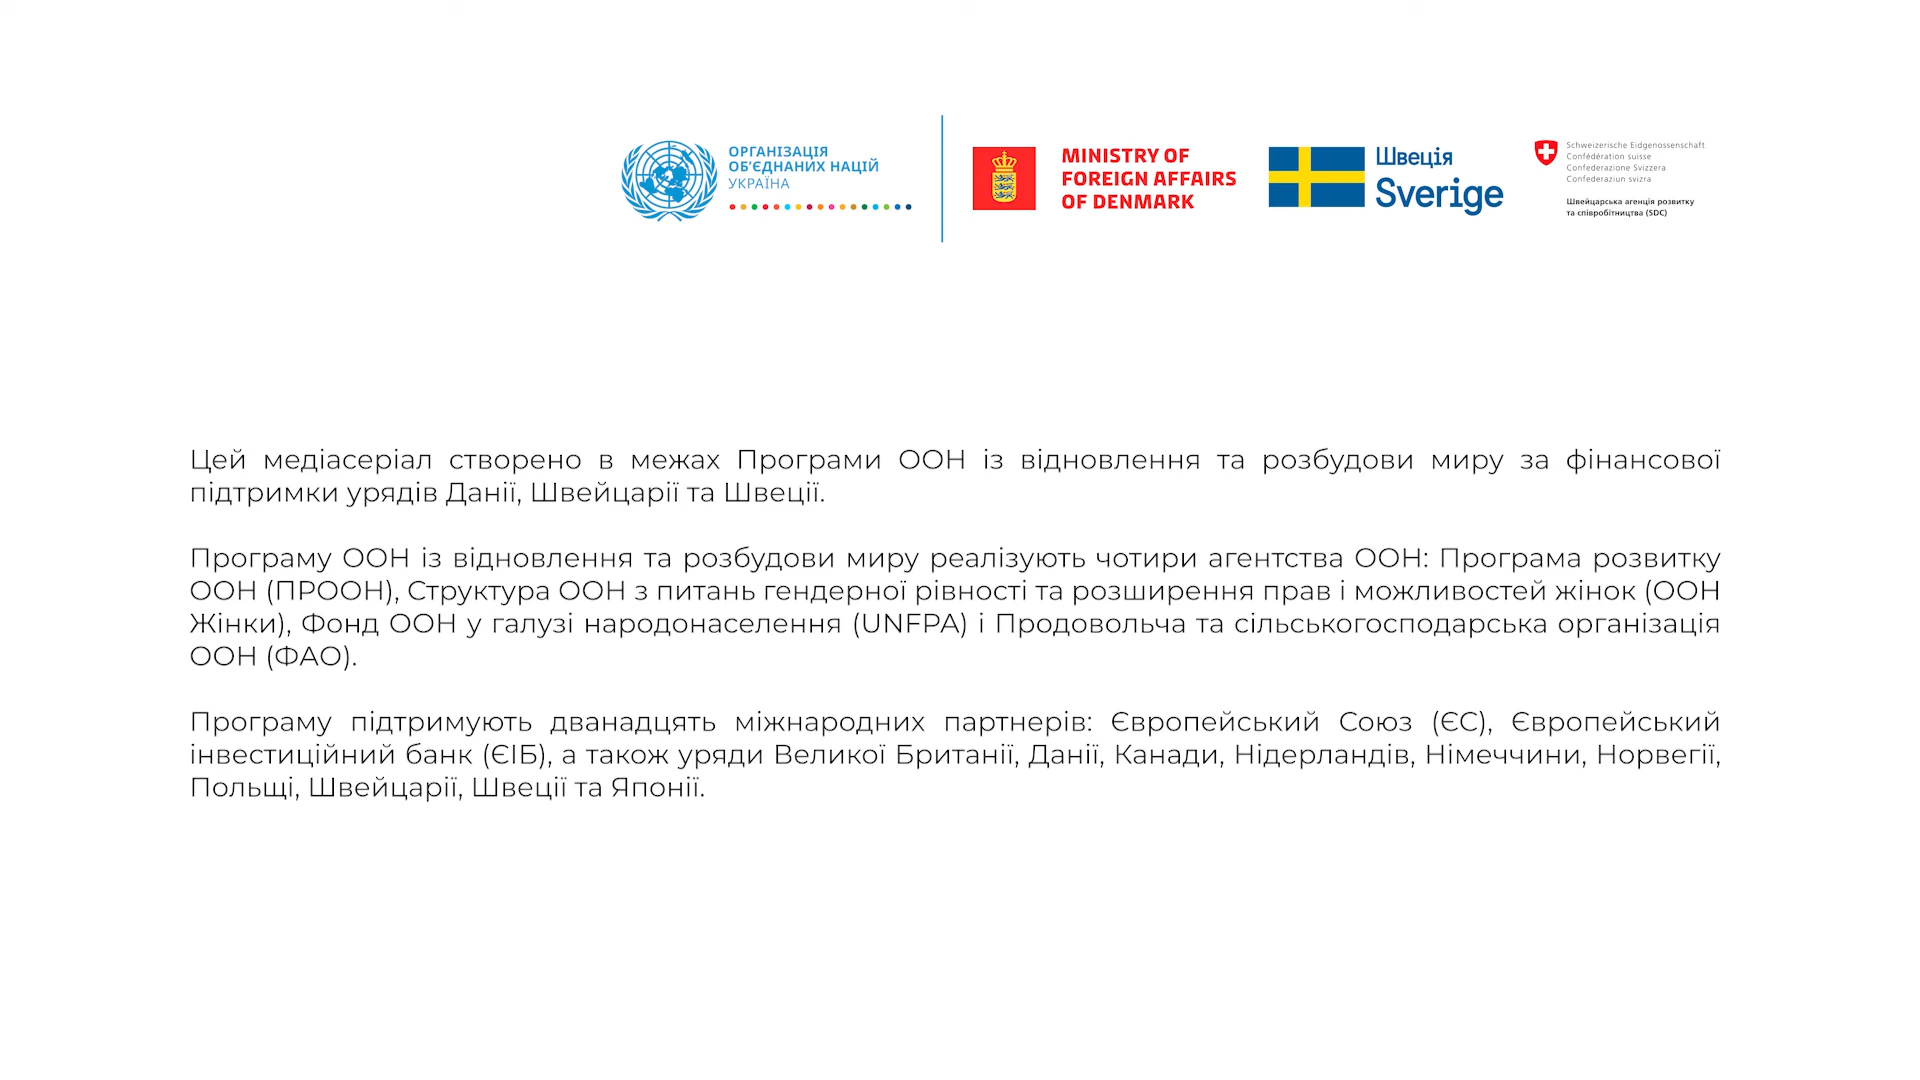 ОРГАНІЗАЦІЯ
ОБ'ЄДНАНИХ НАЦІЙ
УКРАЇНА
MINISTRY OF
FOREIGN AFFAIRS
OF DENMARK
Швеція
Sverige
Schweizerische Eidgenossenschaft
Confédération suisse
Confederazione Svizzera
Confederaziun svizra
Швейцарська агенція розвитку
та співробітництва (SDC)
Цей медіасеріал створено в межах Програми ООН із відновлення та розбудови миру за фінансової
підтримки урядів Данії, Швейцарії та Швеції.
Програму ООН із відновлення та розбудови миру реалізують чотири агентства ООН: Програма розвитку
ООН (ПРООН), Структура ООН з питань гендерної рівності та розширення прав і можливостей жінок (ООН
Жінки), Фонд ООН у галузі народонаселення (UNFPA) і Продовольча та сільськогосподарська організація
ООН (ФАО).
Програму підтримують дванадцять міжнародних партнерів: Європейський Союз (ЄС), Європейський
інвестиційний банк (ЄІБ), а також уряди Великої Британії, Данії, Канади, Нідерландів, Німеччини, Норвегії,
Польщі, Швейцарії, Швеції та Японії.